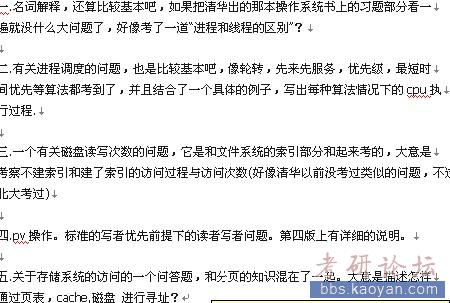 一.名词解释，还算比较基本吧，如果把清华出的那本操作系统书上的习题部分看一
遍就没什么大问题了，好像考了一道“进程和线程的区别”？
二.有关进程调度的问题，也是比较基本吧，像轮转，先来先服务，优先级，最短时
间优先等算法都考到了，并且结合了一个具体的例子，写出每种算法情况下的 cpu 执
行过程.
三.一个有关磁盘读写次数的问题，它是和文件系统的索引部分和起来考的，大意是
考察不建索引和建了索引的访问过程与访问次数(好像清华以前没考过类似的问题，不过
北大考过)
四.pv 操作。标准的写者优先前提下的读者写者问题。第四版上有详细的说明。
五.关于存储系统的访问的一个问答题，和分页的知识混在了一起。大意是描述怎样
通过页表，cache,磁盘 进行寻址？
考研论坛
bbs.kaoyan.com